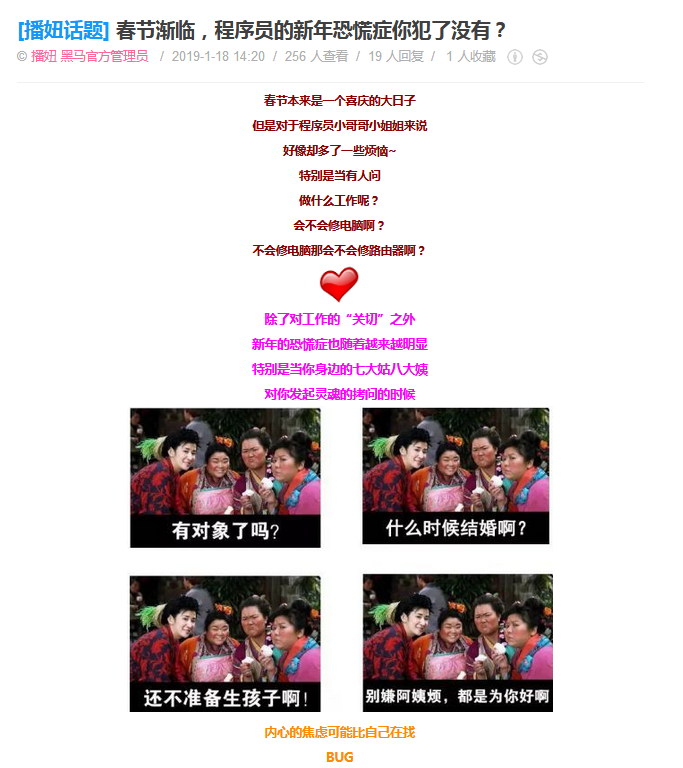 [播妞话题] 春节渐临，程序员的新年恐慌症你犯了没有？
© 播妞 黑马官方管理员 / 2019-1-18 14:20 / 256 人查看 / 19 人回复 / 1 人收藏
春节本来是一个喜庆的大日子
但是对于程序员小哥哥小姐姐来说
好像却多了一些烦恼~
特别是当有人问
做什么工作呢？
会不会修电脑啊？
不会修电脑那会不会修路由器啊？
除了对工作的“关切”之外
新年的恐慌症也随着越来越明显
特别是当你身边的七大姑八大姨
对你发起灵魂的拷问的时候
有对象了吗?
什么时候结婚啊?
还不准备生孩子啊!
别嫌阿姨烦，都是为你好啊
内心的焦虑可能比自己在找
BUG